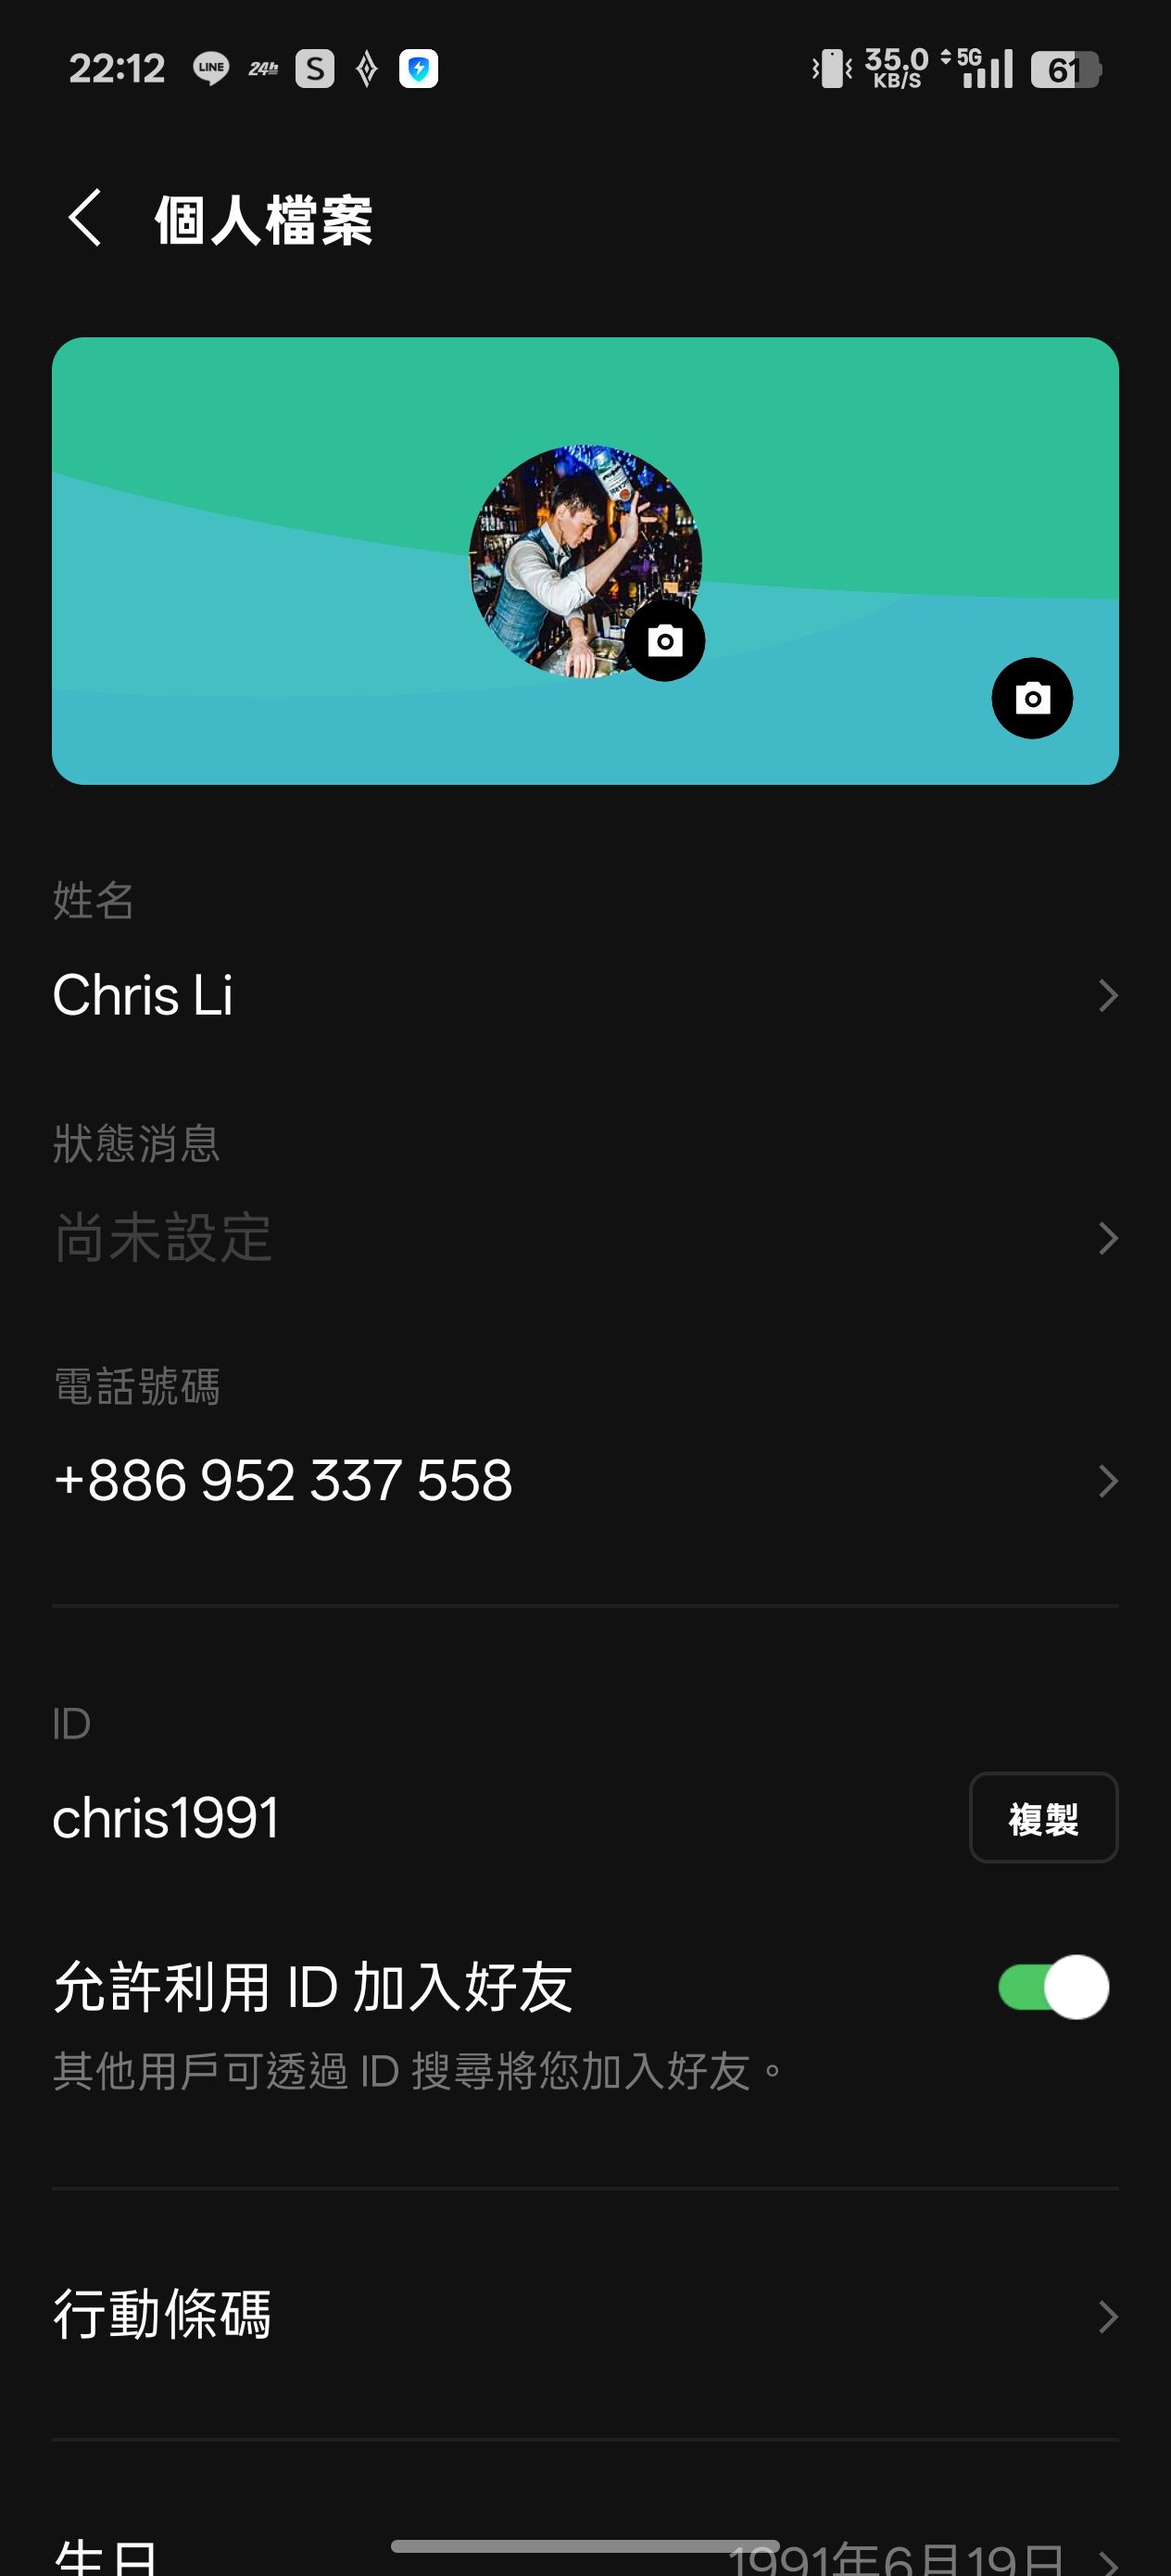 22:12 LINE 24h S 35.0 KB/S 5G 61
個人檔案
姓名
Chris Li
狀態消息
尚未設定
電話號碼
+886 952 337 558
ID
chris1991
複製
允許利用 ID 加入好友
其他用戶可透過 ID 搜尋將您加入好友。
行動條碼
生日 1991年6月19日